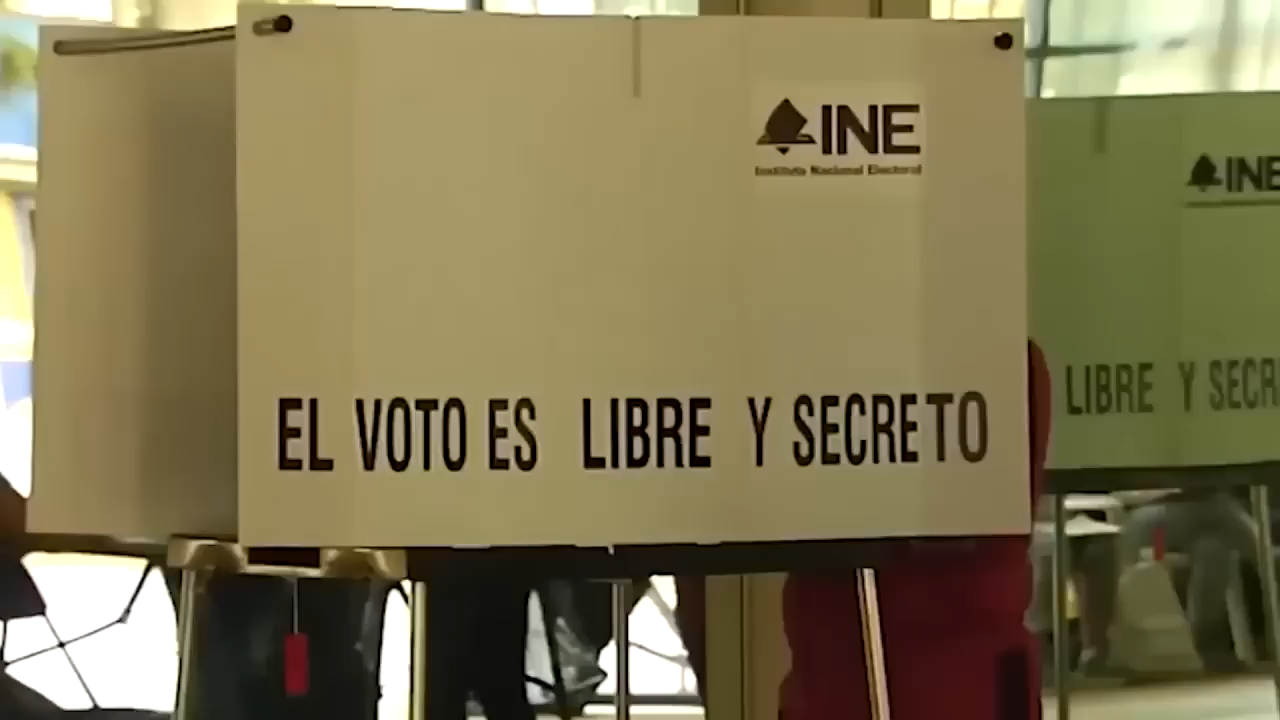 INE
Instituto Nacional Electoral
EL VOTO ES LIBRE Y SECRETO
INE
LIBRE Y SECR